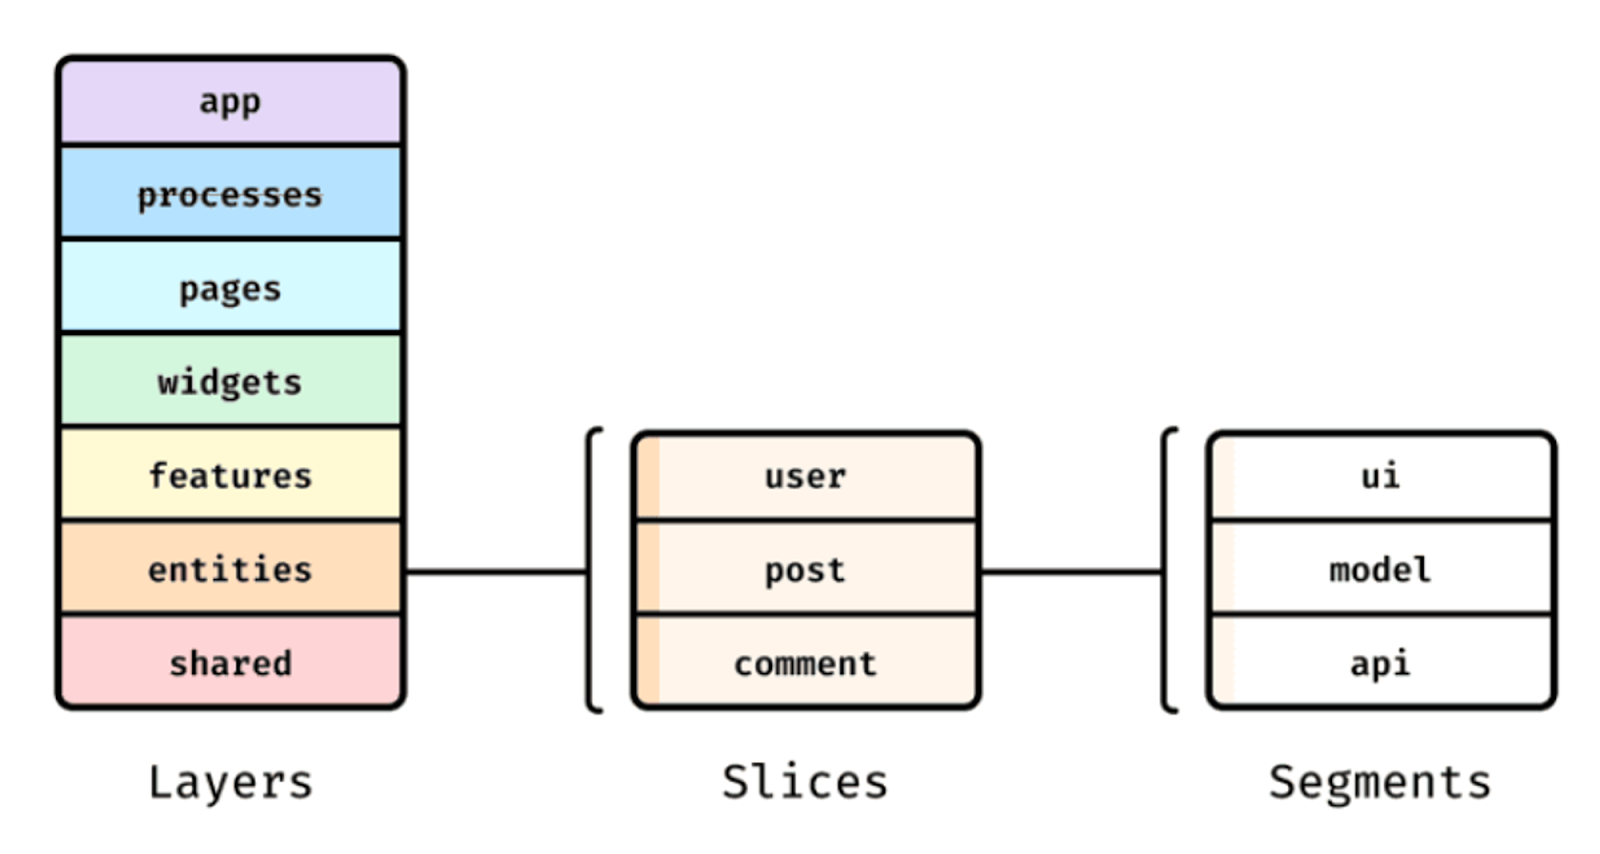 app
processes
pages
widgets
features
entities
shared
Layers
user
post
comment
Slices
ui
model
api
Segments